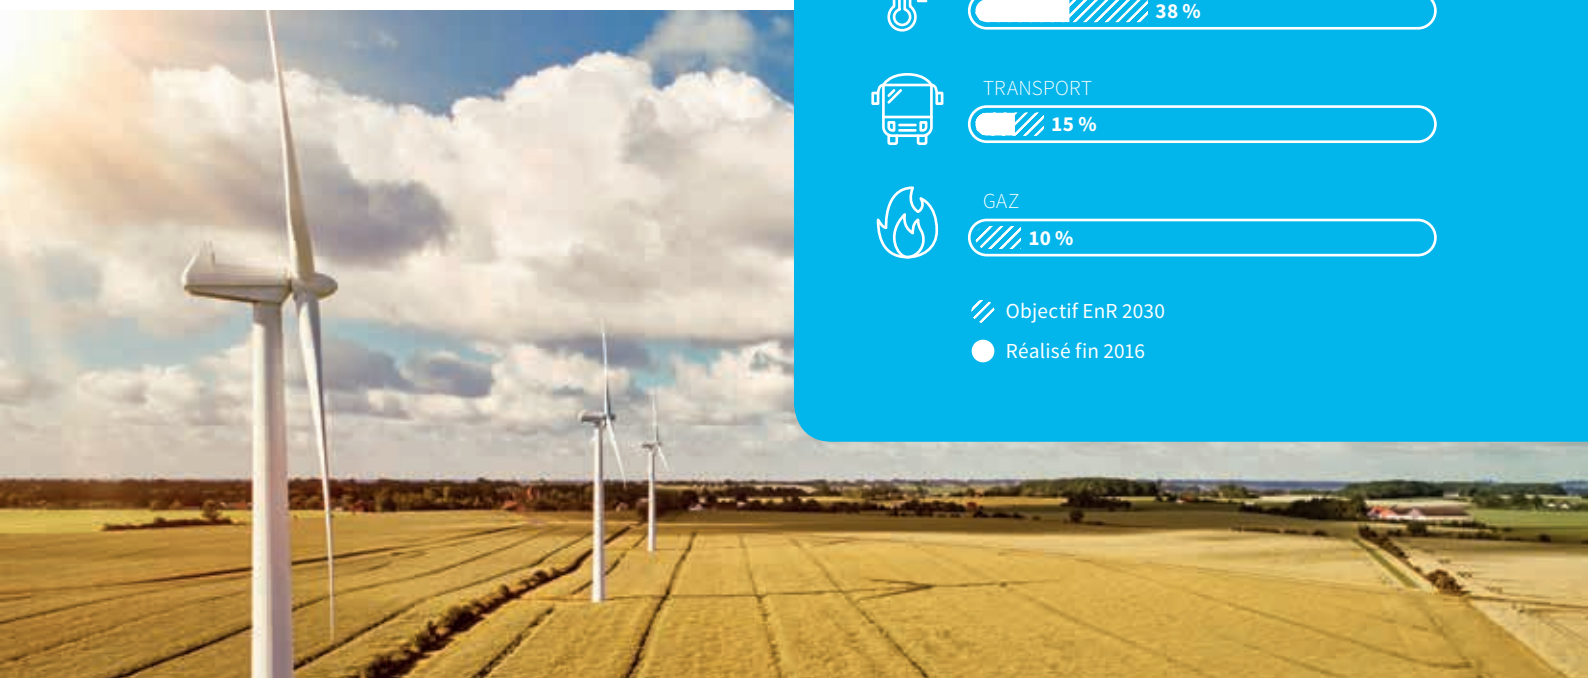 38 %
TRANSPORT
15 %
GAZ
10 %
Objectif EnR 2030
Réalisé fin 2016